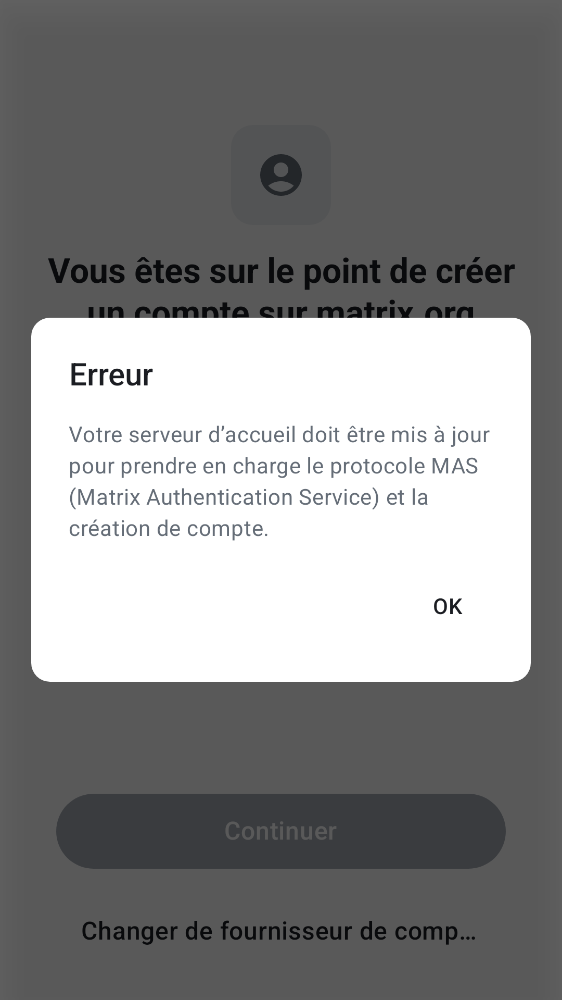 Vous êtes sur le point de créer
un compte sur matrix.org
Erreur
Votre serveur d’accueil doit être mis à jour
pour prendre en charge le protocole MAS
(Matrix Authentication Service) et la
création de compte.
OK
Continuer
Changer de fournisseur de comp…